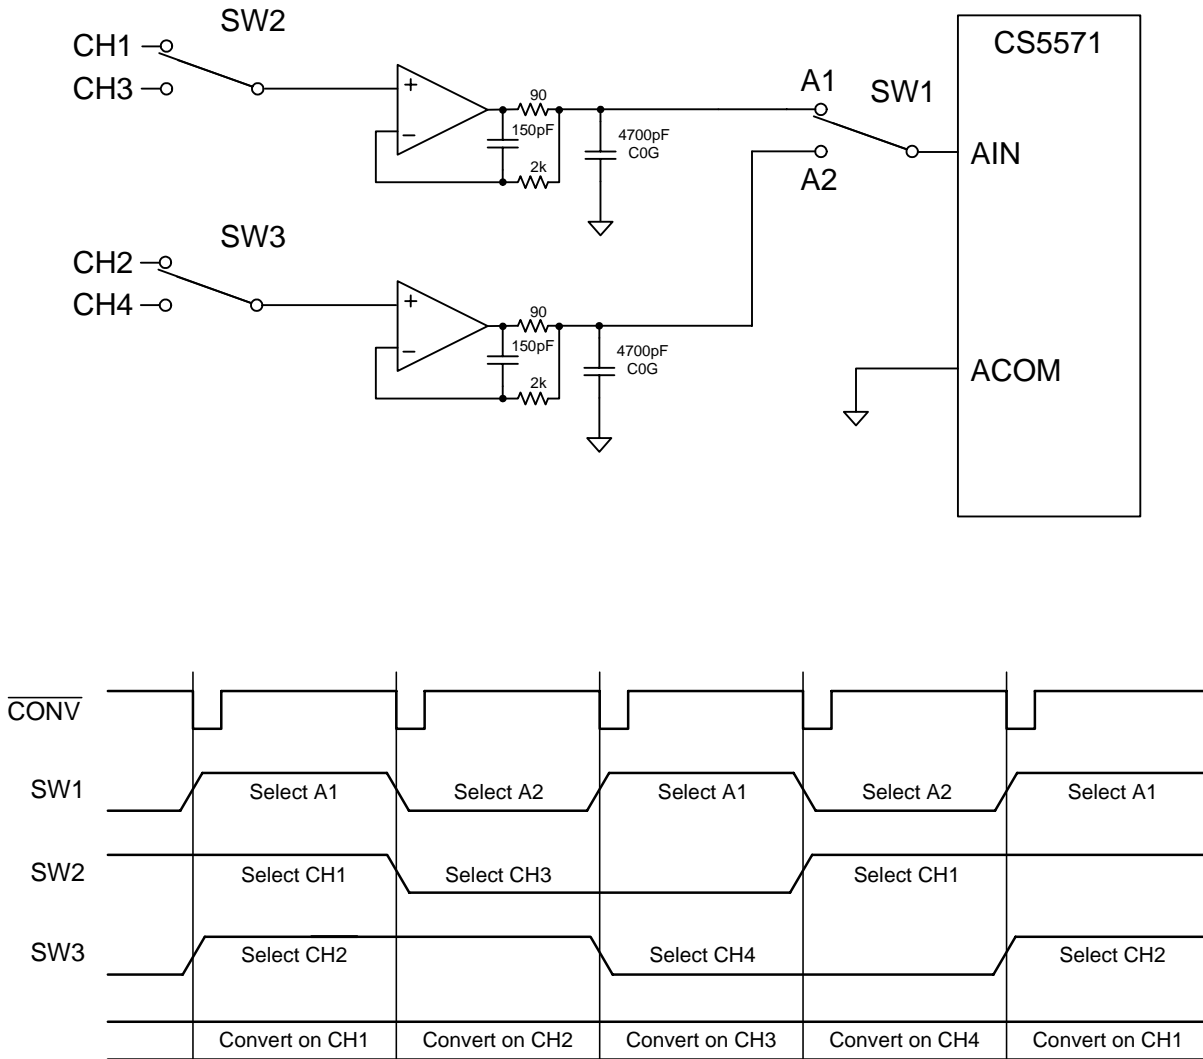 SW2
CS5571
CH1
CH3
90
150pF
2k
4700pF
C0G
A1
SW1
A2
AIN
SW3
CH2
CH4
90
150pF
2k
4700pF
C0G
ACOM
CONV
SW1 Select A1 Select A2 Select A1 Select A2 Select A1
SW2 Select CH1 Select CH3 Select CH1
SW3 Select CH2 Select CH4 Select CH2
Convert on CH1 Convert on CH2 Convert on CH3 Convert on CH4 Convert on CH1